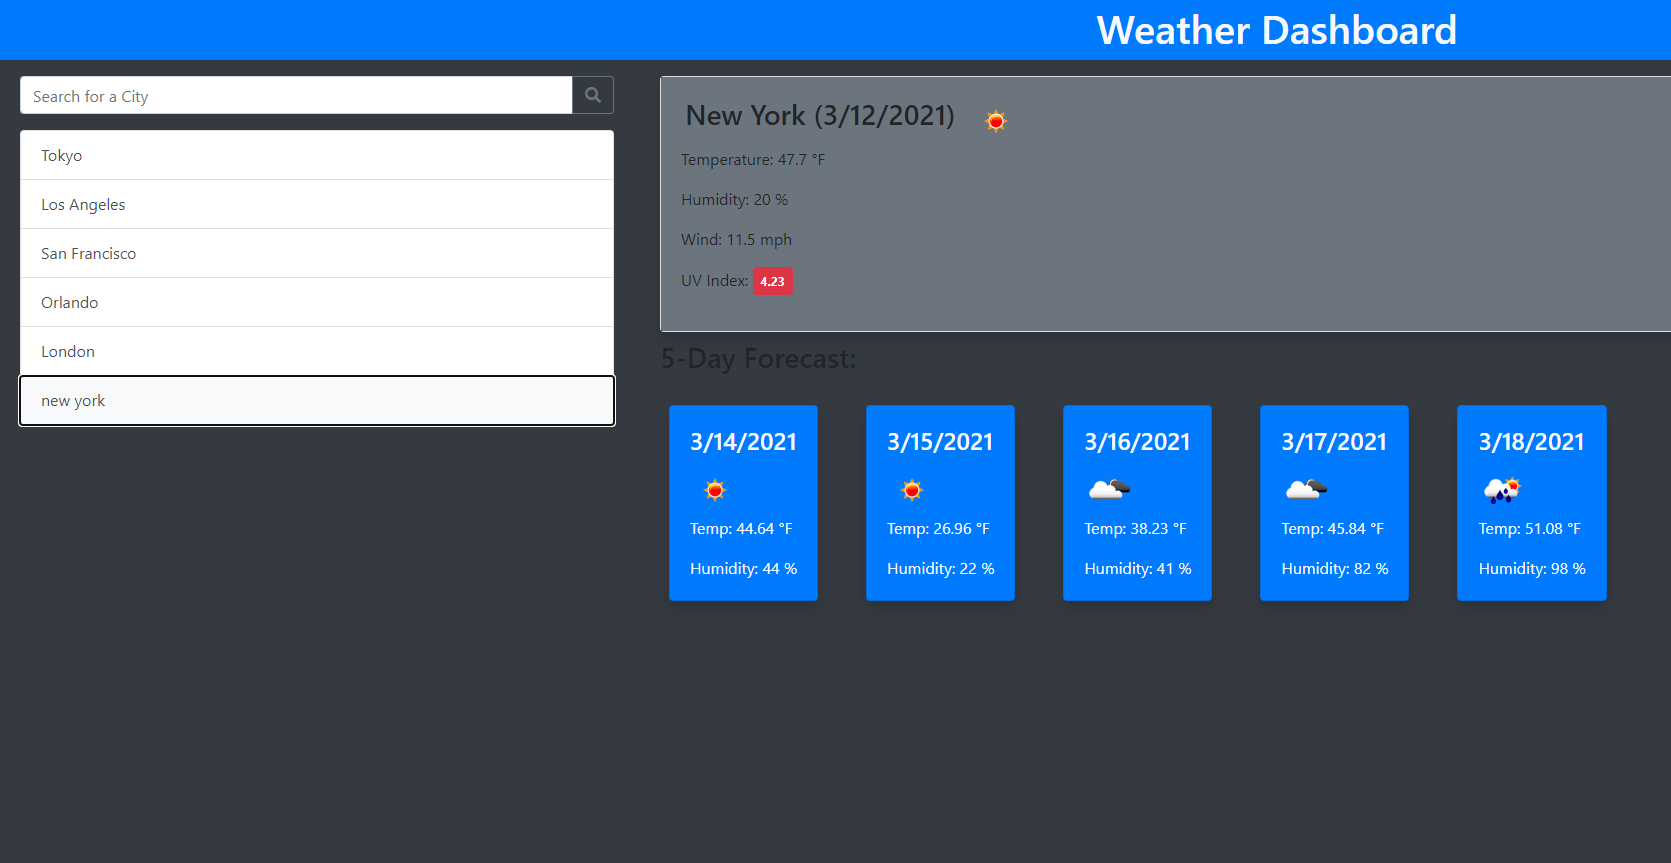 Weather Dashboard
Search for a City
Tokyo
Los Angeles
San Francisco
Orlando
London
new york
New York (3/12/2021)
Temperature: 47.7 °F
Humidity: 20 %
Wind: 11.5 mph
UV Index: 4.23
5-Day Forecast:
3/14/2021
Temp: 44.64 °F
Humidity: 44 %
3/15/2021
Temp: 26.96 °F
Humidity: 22 %
3/16/2021
Temp: 38.23 °F
Humidity: 41 %
3/17/2021
Temp: 45.84 °F
Humidity: 82 %
3/18/2021
Temp: 51.08 °F
Humidity: 98 %